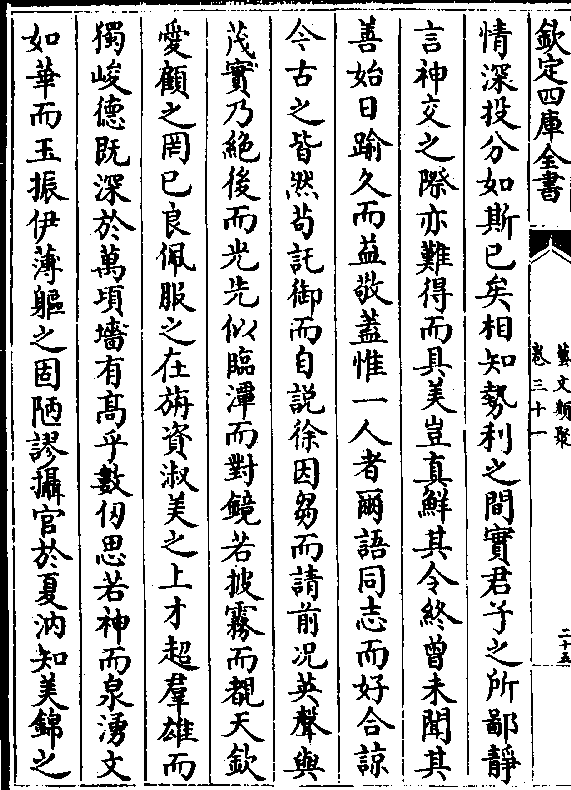 欽定四庫全書
藝文類聚
卷三十一
二十五
情深投分如斯已矣相知勢利之間實君子之所鄙靜
言神交之際亦難得而具美豈真鮮其令終曾未聞其
善始日踰久而益敬蓋惟一人者爾語同志而好合諒
今古之皆然茍託御而自説徐因芻而請前况英聲與
茂實乃絶後而光先似臨潭而對鏡若披霧而覩天欽
愛顧之罔已良佩服之在旃資淑美之上才超羣雄而
獨峻德既深於萬頃墻有髙乎數仭思若神而泉湧文
如華而玉振伊薄軀之固陋謬攝官於夏汭知美錦之